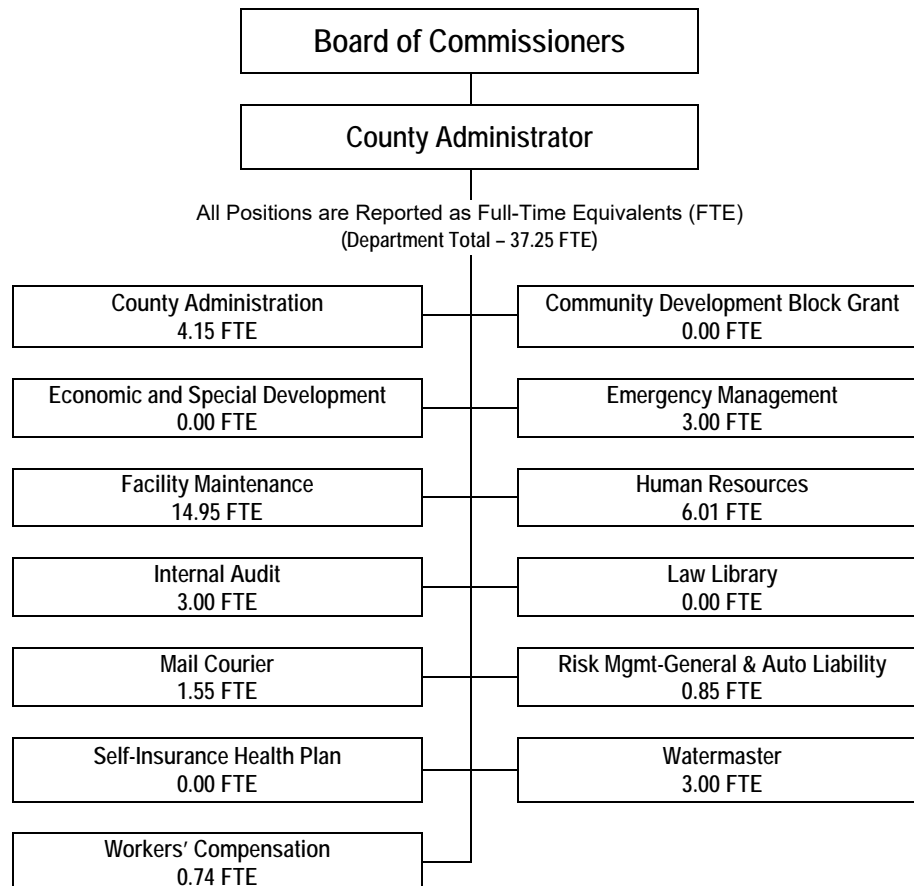 Board of Commissioners
County Administrator
All Positions are Reported as Full-Time Equivalents (FTE)
(Department Total – 37.25 FTE)
County Administration
4.15 FTE
Community Development Block Grant
0.00 FTE
Economic and Special Development
0.00 FTE
Emergency Management
3.00 FTE
Facility Maintenance
14.95 FTE
Human Resources
6.01 FTE
Internal Audit
3.00 FTE
Law Library
0.00 FTE
Mail Courier
1.55 FTE
Risk Mgmt-General & Auto Liability
0.85 FTE
Self-Insurance Health Plan
0.00 FTE
Watermaster
3.00 FTE
Workers’ Compensation
0.74 FTE